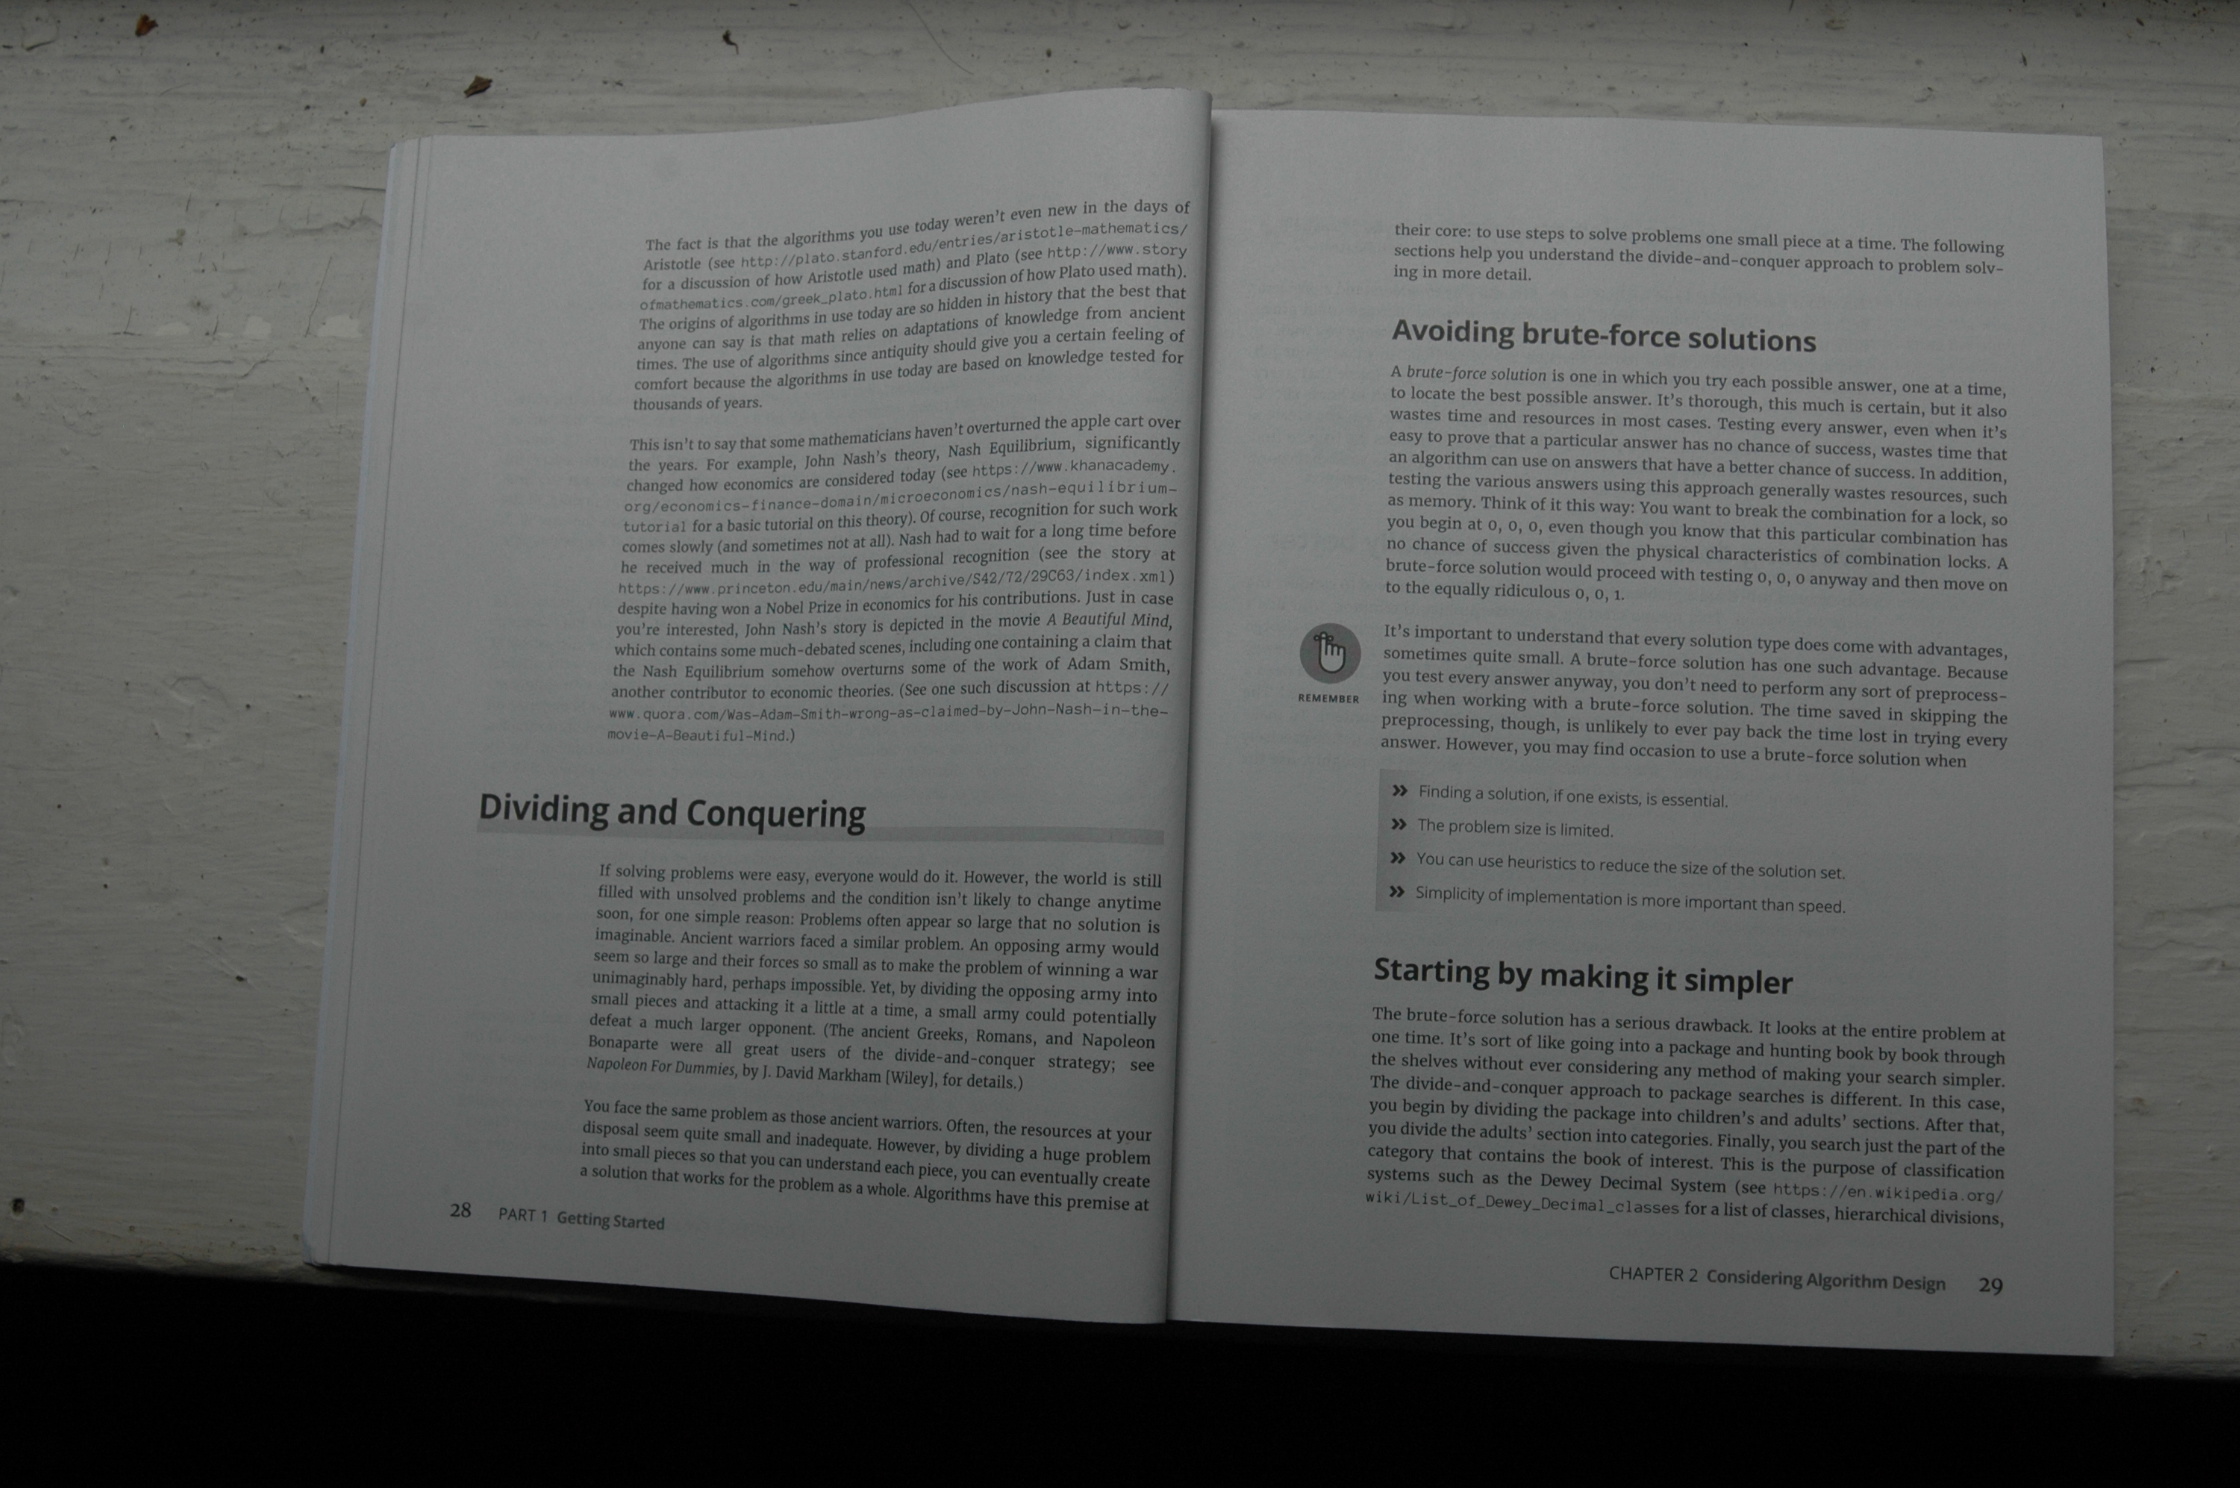 The fact is that the algorithms you use today weren't even new in the days of
Aristotle (see http://plato.stanford.edu/entries/aristotle-mathematics/
for a discussion of how Aristotle used math) and Plato (see http://www.story
ofmathematics.com/greek_plato.html for a discussion of how Plato used math).
The origins of algorithms in use today are so hidden in history that the best that
anyone can say is that math relies on adaptations of knowledge from ancient
times. The use of algorithms since antiquity should give you a certain feeling of
comfort because the algorithms in use today are based on knowledge tested for
thousands of years.
This isn't to say that some mathematicians haven't overturned the apple cart over
the years. For example, John Nash's theory, Nash Equilibrium, significantly
changed how economics are considered today (see https://www.khanacademy.
org/economics-finance-domain/microeconomics/nash-equilibrium-
tutorial for a basic tutorial on this theory). Of course, recognition for such work
comes slowly (and sometimes not at all). Nash had to wait for a long time before
he received much in the way of professional recognition (see the story at
https://www.princeton.edu/main/news/archive/S42/72/29C63/index.xml)
despite having won a Nobel Prize in economics for his contributions. Just in case
you're interested, John Nash's story is depicted in the movie A Beautiful Mind,
which contains some much-debated scenes, including one containing a claim that
the Nash Equilibrium somehow overturns some of the work of Adam Smith,
another contributor to economic theories. (See one such discussion at https://
www.quora.com/Was-Adam-Smith-wrong-as-claimed-by-John-Nash-in-the-
movie-A-Beautiful-Mind.)
Dividing and Conquering
If solving problems were easy, everyone would do it. However, the world is still
filled with unsolved problems and the condition isn't likely to change anytime
soon, for one simple reason: Problems often appear so large that no solution is
imaginable. Ancient warriors faced a similar problem. An opposing army would
seem so large and their forces so small as to make the problem of winning a war
unimaginably hard, perhaps impossible. Yet, by dividing the opposing army into
small pieces and attacking it a little at a time, a small army could potentially
defeat a much larger opponent. (The ancient Greeks, Romans, and Napoleon
Bonaparte were all great users of the divide-and-conquer strategy; see
Napoleon For Dummies, by J. David Markham [Wiley], for details.)
You face the same problem as those ancient warriors. Often, the resources at your
disposal seem quite small and inadequate. However, by dividing a huge problem
into small pieces so that you can understand each piece, you can eventually create
a solution that works for the problem as a whole. Algorithms have this premise at
28 PART 1 Getting Started
their core: to use steps to solve problems one small piece at a time. The following
sections help you understand the divide-and-conquer approach to problem solv-
ing in more detail.
Avoiding brute-force solutions
A brute-force solution is one in which you try each possible answer, one at a time,
to locate the best possible answer. It's thorough, this much is certain, but it also
wastes time and resources in most cases. Testing every answer, even when it's
easy to prove that a particular answer has no chance of success, wastes time that
an algorithm can use on answers that have a better chance of success. In addition,
testing the various answers using this approach generally wastes resources, such
as memory. Think of it this way: You want to break the combination for a lock, so
you begin at 0, 0, 0, even though you know that this particular combination has
no chance of success given the physical characteristics of combination locks. A
brute-force solution would proceed with testing 0, 0, 0 anyway and then move on
to the equally ridiculous 0, 0, 1.
REMEMBER
It's important to understand that every solution type does come with advantages,
sometimes quite small. A brute-force solution has one such advantage. Because
you test every answer anyway, you don't need to perform any sort of preprocess-
ing when working with a brute-force solution. The time saved in skipping the
preprocessing, though, is unlikely to ever pay back the time lost in trying every
answer. However, you may find occasion to use a brute-force solution when
» Finding a solution, if one exists, is essential.
» The problem size is limited.
» You can use heuristics to reduce the size of the solution set.
» Simplicity of implementation is more important than speed.
Starting by making it simpler
The brute-force solution has a serious drawback. It looks at the entire problem at
one time. It's sort of like going into a package and hunting book by book through
the shelves without ever considering any method of making your search simpler.
The divide-and-conquer approach to package searches is different. In this case,
you begin by dividing the package into children's and adults' sections. After that,
you divide the adults' section into categories. Finally, you search just the part of the
category that contains the book of interest. This is the purpose of classification
systems such as the Dewey Decimal System (see https://en.wikipedia.org/
wiki/List_of_Dewey_Decimal_classes for a list of classes, hierarchical divisions,
CHAPTER 2 Considering Algorithm Design 29